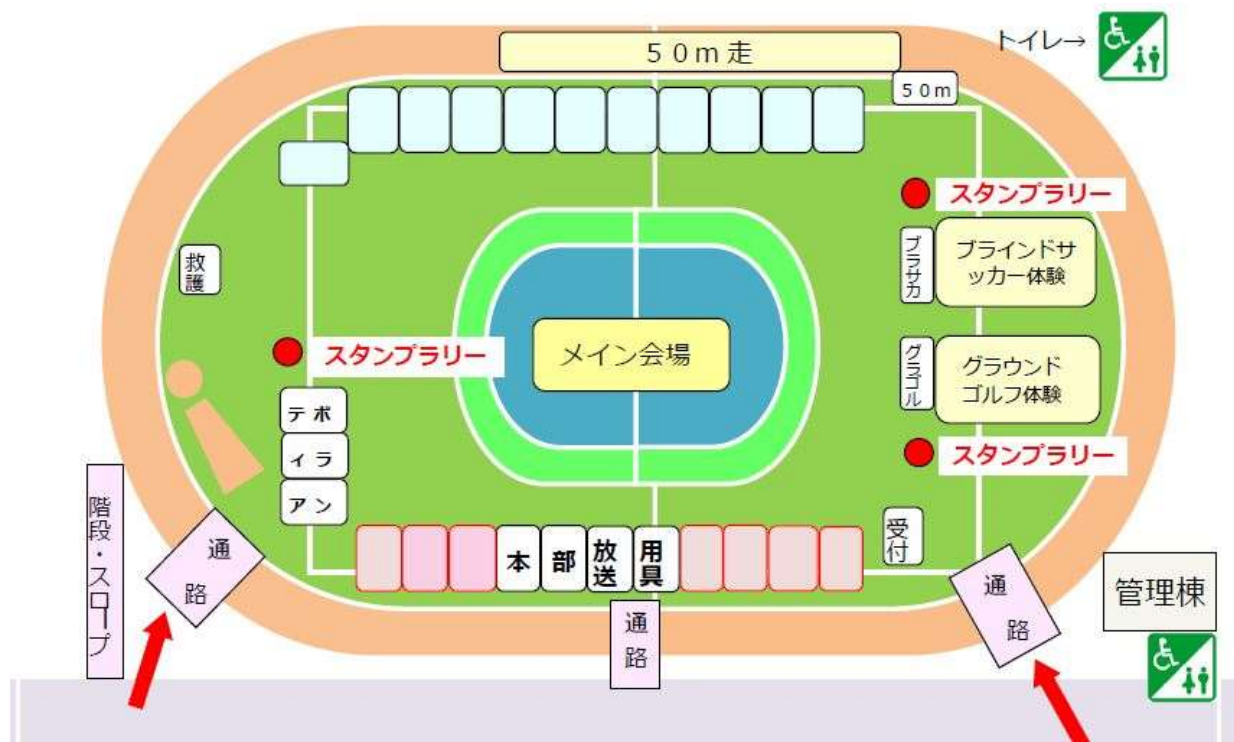 50m走
トイレ→
50m
スタンプラリー
ブラサカ
ブラインドサ
ッカー体験
救護
スタンプラリー
メイン会場
グラゴル
グラウンド
ゴルフ体験
テ ボ
ィ ラ
ア ン
スタンプラリー
階段・スロープ
通路
本
部
放送
用具
受付
通路
通路
管理棟